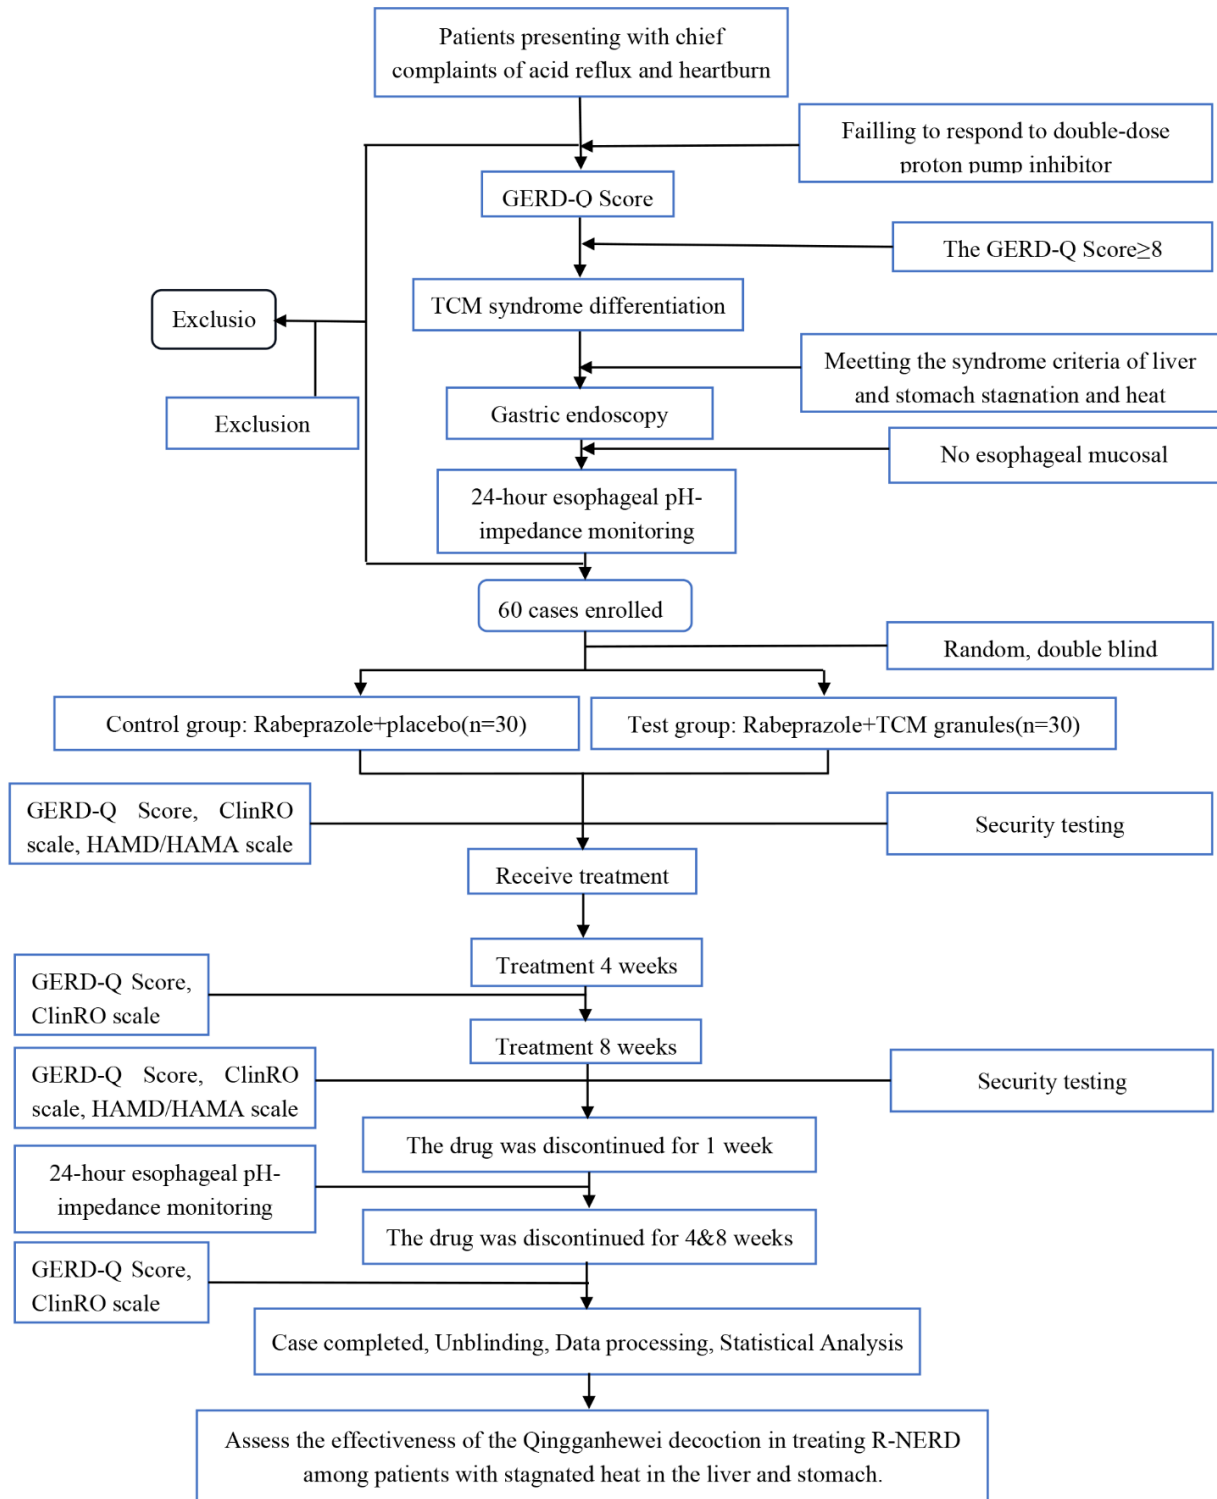 Patients presenting with chief
complaints of acid reflux and heartburn
Failling to respond to double-dose
proton pump inhibitor
GERD-Q Score
The GERD-Q Score≥8
TCM syndrome differentiation
Exclusio
Meetting the syndrome criteria of liver
and stomach stagnation and heat
Exclusion
Gastric endoscopy
No esophageal mucosal
24-hour esophageal pH-
impedance monitoring
60 cases enrolled
Random, double blind
Control group: Rabeprazole+placebo(n=30)
Test group: Rabeprazole+TCM granules(n=30)
GERD-Q Score, ClinRO
scale, HAMD/HAMA scale
Security testing
Receive treatment
Treatment 4 weeks
GERD-Q Score,
ClinRO scale
Treatment 8 weeks
GERD-Q Score, ClinRO
scale, HAMD/HAMA scale
Security testing
The drug was discontinued for 1 week
24-hour esophageal pH-
impedance monitoring
The drug was discontinued for 4&8 weeks
GERD-Q Score,
ClinRO scale
Case completed, Unblinding, Data processing, Statistical Analysis
Assess the effectiveness of the Qingganhewei decoction in treating R-NERD
among patients with stagnated heat in the liver and stomach.